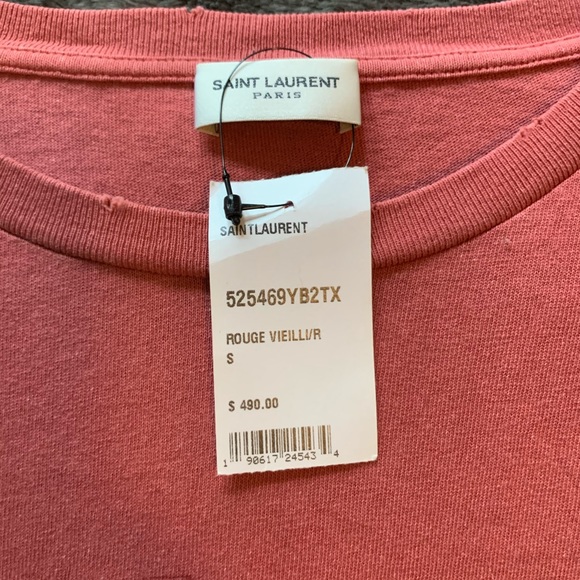 SAINT LAURENT
PARIS
SAINTLAURENT
525469YB2TX
ROUGE VIEILLI/R
S
$ 490.00
1 90617 24543 4